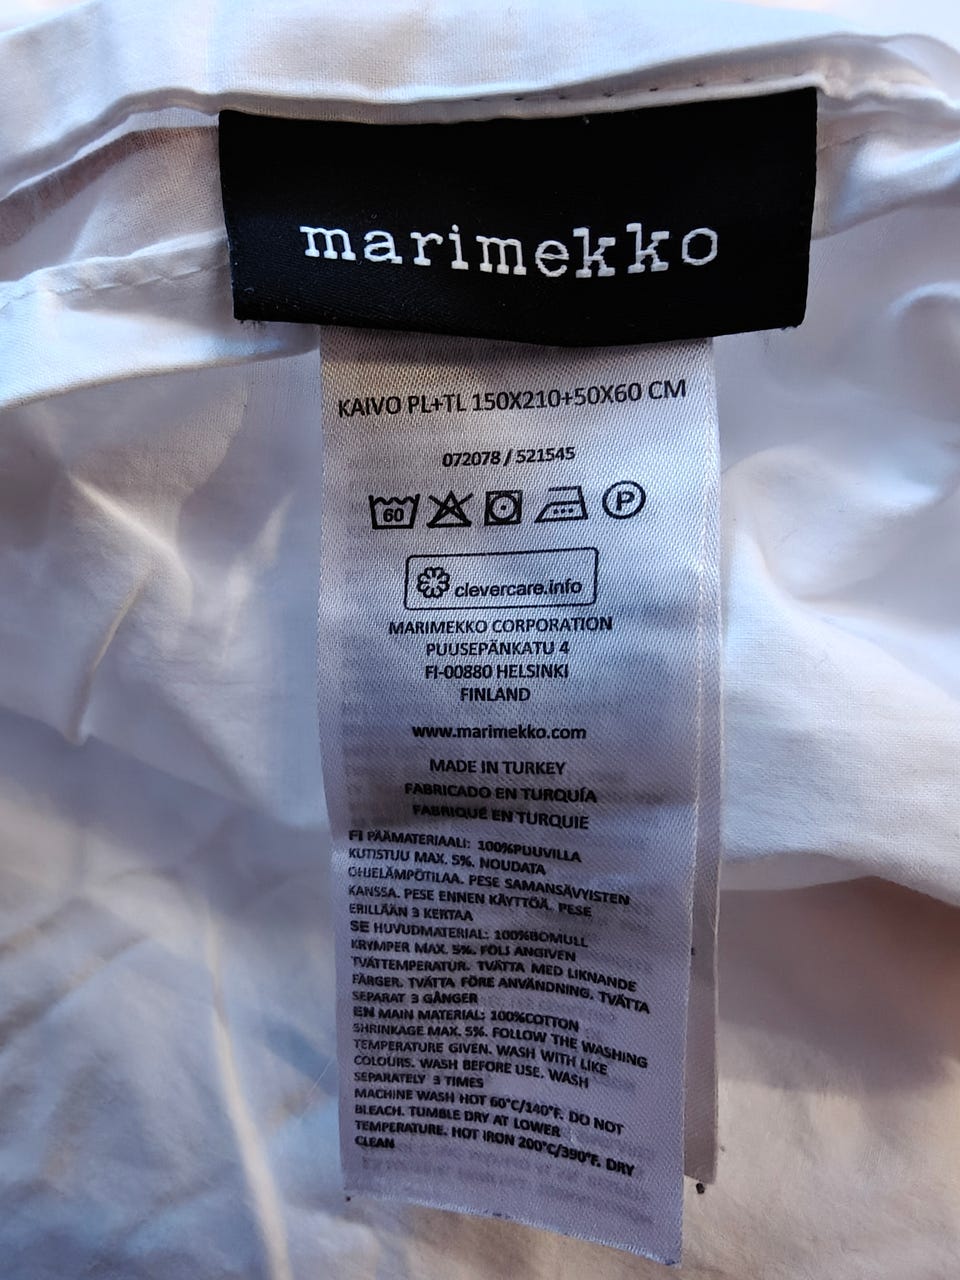 marimekko
KAIVO PL+TL 150X210+50X60 CM
072078 / 521545
60 P
clevercare.info
MARIMEKKO CORPORATION
PUUSEPÄNKATU 4
FI-00880 HELSINKI
FINLAND
www.marimekko.com
MADE IN TURKEY
FABRICADO EN TURQUÍA
FABRIQUÉ EN TURQUIE
FI PÄÄMATERIAALI: 100%PUUVILLA
KUTISTUU MAX. 5%. NOUDATA
OHJELÄMPÖTILAA. PESE SAMANSÄVYISTEN
KANSSA. PESE ENNEN KÄYTTÖÄ. PESE
ERILLÄÄN 3 KERTAA
SE HUVUDMATERIAL: 100%BOMULL
KRYMPER MAX. 5%. FÖLJ ANGIVEN
TVÄTTEMPERATUR. TVÄTTA MED LIKNANDE
FÄRGER. TVÄTTA FÖRE ANVÄNDNING. TVÄTTA
SEPARAT 3 GÅNGER
EN MAIN MATERIAL: 100%COTTON
SHRINKAGE MAX. 5%. FOLLOW THE WASHING
TEMPERATURE GIVEN. WASH WITH LIKE
COLOURS. WASH BEFORE USE. WASH
SEPARATELY 3 TIMES
MACHINE WASH HOT 60°C/140°F. DO NOT
BLEACH. TUMBLE DRY AT LOWER
TEMPERATURE. HOT IRON 200°C/390°F. DRY
CLEAN